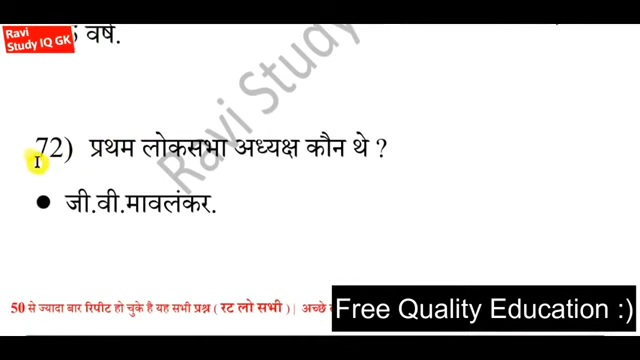 Ravi
Study IQ GK
वर्ष.
Ravi Study
72) प्रथम लोकसभा अध्यक्ष कौन थे ?
● जी.वी.मावलंकर.
50 से ज्यादा बार रिपीट हो चुके है यह सभी प्रश्न ( रट लो सभी ) | अच्छे
Free Quality Education :)